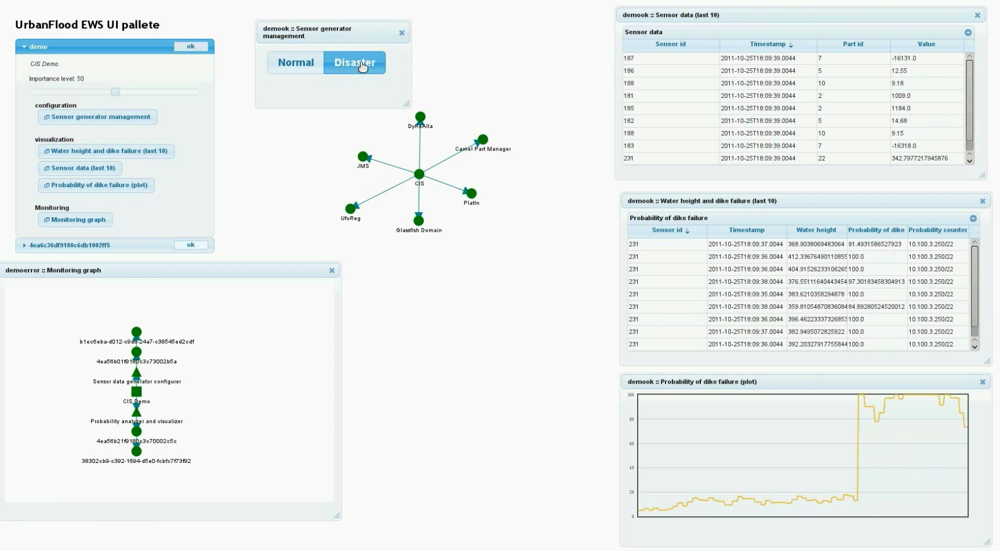 UrbanFlood EWS UI pallete
demo
ok
CIS Demo
Importance level: 50
configuration
Sensor generator management
visualization
Water height and dike failure (last 10)
Sensor data (last 10)
Probability of dike failure (plot)
Monitoring
Monitoring graph
4ea6c36df9180c6db1002ff5
ok
demook :: Sensor generator
management
Normal
Disaster
DyReAlla
Camel Part Manager
JMS
CIS
PlatIn
UfoReg
Glassfish Domain
demoerror :: Monitoring graph
b1ec6eba-d012-c9d6-24a7-c38545ed2cdf
4ea56b01f9180c3c73002b5a
Sensor data generator configurer
CIS Demo
Probability analyzer and visualizer
4ea56b21f9180c3c70002c5c
38302cb9-c392-1694-d5e0-fcbfc7f73f92
demook :: Sensor data (last 10)
Sensor data
Sensor id Timestamp Part id Value
187 2011-10-25T18:09:39.0044 7 -16131.0
186 2011-10-25T18:09:39.0044 5 12.55
188 2011-10-25T18:09:39.0044 10 9.18
181 2011-10-25T18:09:39.0044 2 1009.0
185 2011-10-25T18:09:39.0044 2 1184.0
182 2011-10-25T18:09:39.0044 5 14.68
188 2011-10-25T18:09:38.0044 10 9.15
183 2011-10-25T18:09:39.0044 7 -16318.0
231 2011-10-25T18:09:39.0044 22 342.7977217945876
demook :: Water height and dike failure (last 10)
Probability of dike failure
Sensor id Timestamp Water height Probability of dike Probability counter
231 2011-10-25T18:09:37.0044 368.9038069483064 91.4931586527923 10.100.3.250/22
231 2011-10-25T18:09:36.0044 412.33676490110855 100.0 10.100.3.250/22
231 2011-10-25T18:09:36.0044 404.91526233106265 100.0 10.100.3.250/22
231 2011-10-25T18:09:38.0044 376.55111640443454 97.30183458304913 10.100.3.250/22
231 2011-10-25T18:09:35.0044 383.6210358294878 100.0 10.100.3.250/22
231 2011-10-25T18:09:38.0044 359.81054870836084 84.89280524520012 10.100.3.250/22
231 2011-10-25T18:09:36.0044 396.46223337326853 100.0 10.100.3.250/22
231 2011-10-25T18:09:37.0044 382.9495072825922 100.0 10.100.3.250/22
231 2011-10-25T18:09:36.0044 392.20327917755844 100.0 10.100.3.250/22
demook :: Probability of dike failure (plot)
100
80
60
40
20
0